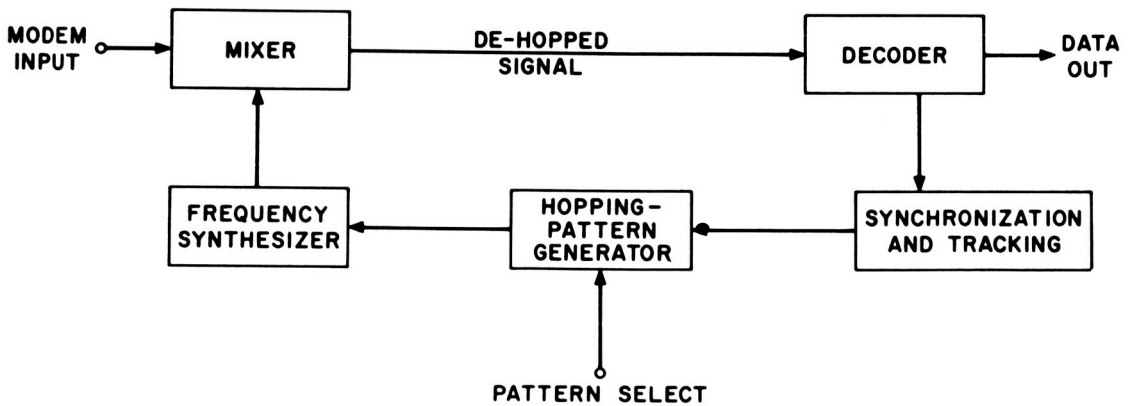 MODEM
INPUT
MIXER
DE-HOPPED
SIGNAL
DECODER
DATA
OUT
FREQUENCY
SYNTHESIZER
HOPPING-
PATTERN
GENERATOR
SYNCHRONIZATION
AND TRACKING
PATTERN SELECT